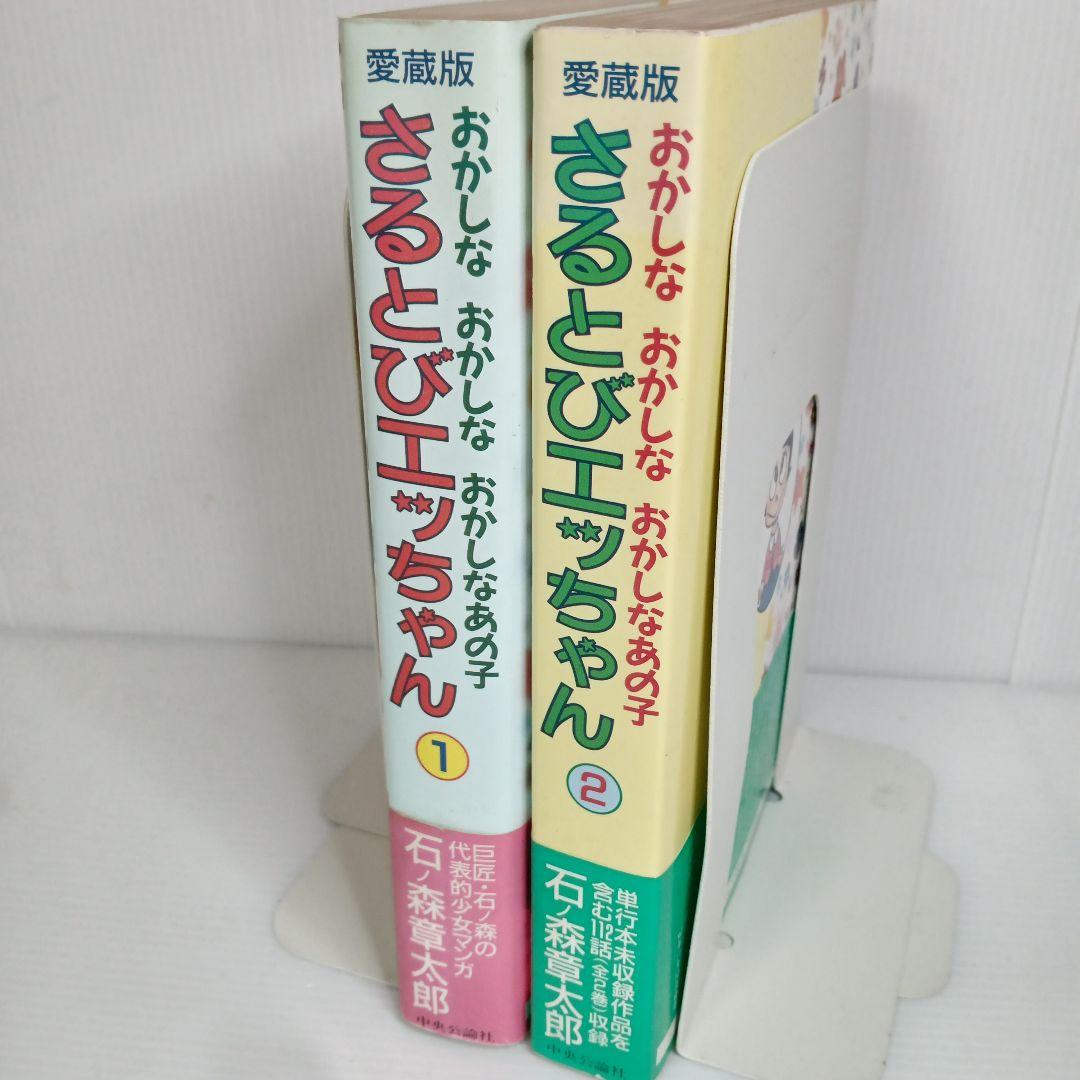 愛蔵版
おかしな おかしな おかしなあの子
さるとびエッちゃん
1
巨匠・石ノ森の
代表的少女マンガ
石ノ森章太郎
中央公論社
愛蔵版
おかしな おかしな おかしなあの子
さるとびエッちゃん
2
単行本未収録作品を
含む112話(全2巻)収録
石ノ森章太郎
中央公論社